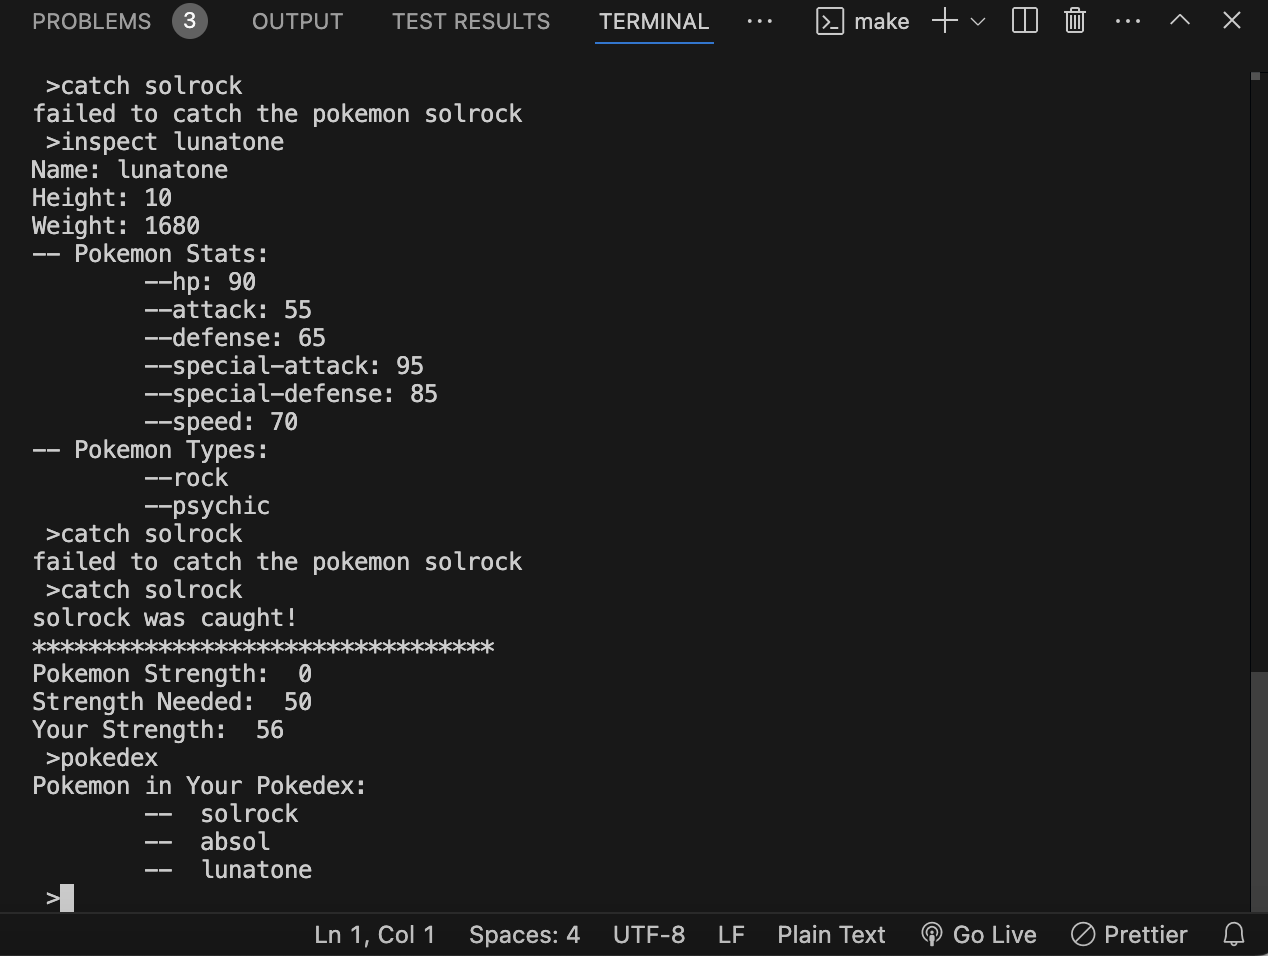 PROBLEMS 3 OUTPUT TEST RESULTS TERMINAL ··· make ···
>catch solrock
failed to catch the pokemon solrock
>inspect lunatone
Name: lunatone
Height: 10
Weight: 1680
-- Pokemon Stats:
--hp: 90
--attack: 55
--defense: 65
--special-attack: 95
--special-defense: 85
--speed: 70
-- Pokemon Types:
--rock
--psychic
>catch solrock
failed to catch the pokemon solrock
>catch solrock
solrock was caught!
*********************************
Pokemon Strength:  0
Strength Needed:  50
Your Strength:  56
>pokedex
Pokemon in Your Pokedex:
--  solrock
--  absol
--  lunatone
>
Ln 1, Col 1 Spaces: 4 UTF-8 LF Plain Text Go Live Prettier